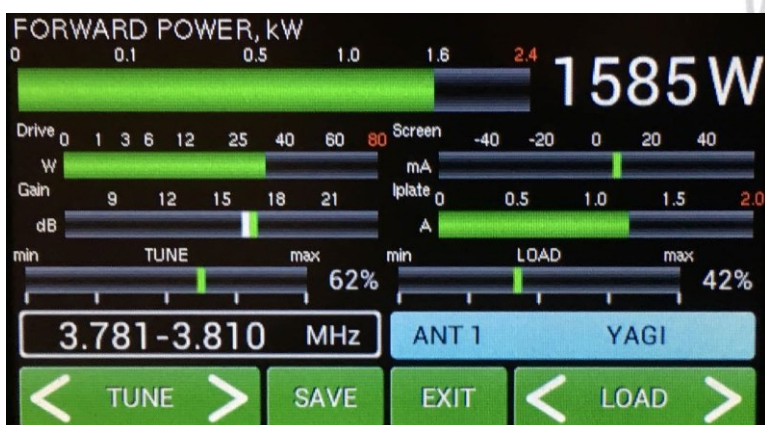 FORWARD POWER, kW
0 0.1 0.5 1.0 1.6 2.4
1585 W
Drive 0 1 3 6 12 25 40 60 80
W
Screen -40 -20 0 20 40
mA
Gain 9 12 15 18 21
dB
Iplate 0 0.5 1.0 1.5 2.0
A
min TUNE max
62%
min LOAD max
42%
3.781-3.810 MHz
ANT 1 YAGI
< TUNE >
SAVE
EXIT
< LOAD >